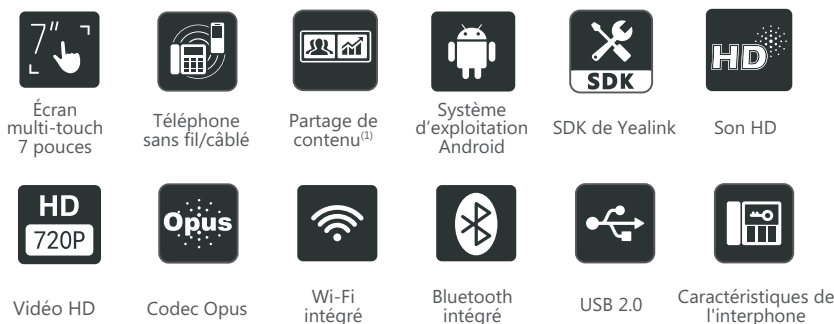 7"
SDK
HD
Écran
multi-touch
7 pouces
Téléphone
sans fil/câblé
Partage de
contenu(1)
Système
d'exploitation
Android
SDK de Yealink
Son HD
HD
720P
Opus
Vidéo HD
Codec Opus
Wi-Fi
intégré
Bluetooth
intégré
USB 2.0
Caractéristiques de
l'interphone